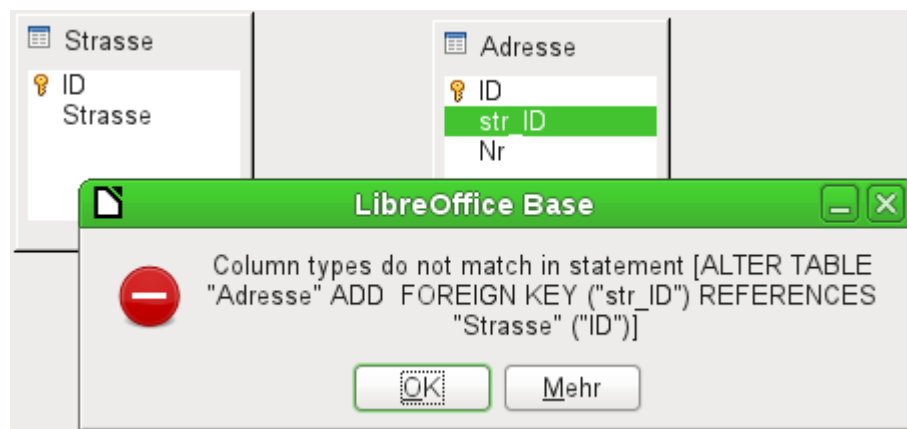 Strasse
ID
Strasse
Adresse
ID
str_ID
Nr
LibreOffice Base
Column types do not match in statement [ALTER TABLE
"Adresse" ADD  FOREIGN KEY ("str_ID") REFERENCES
"Strasse" ("ID")]
OK
Mehr